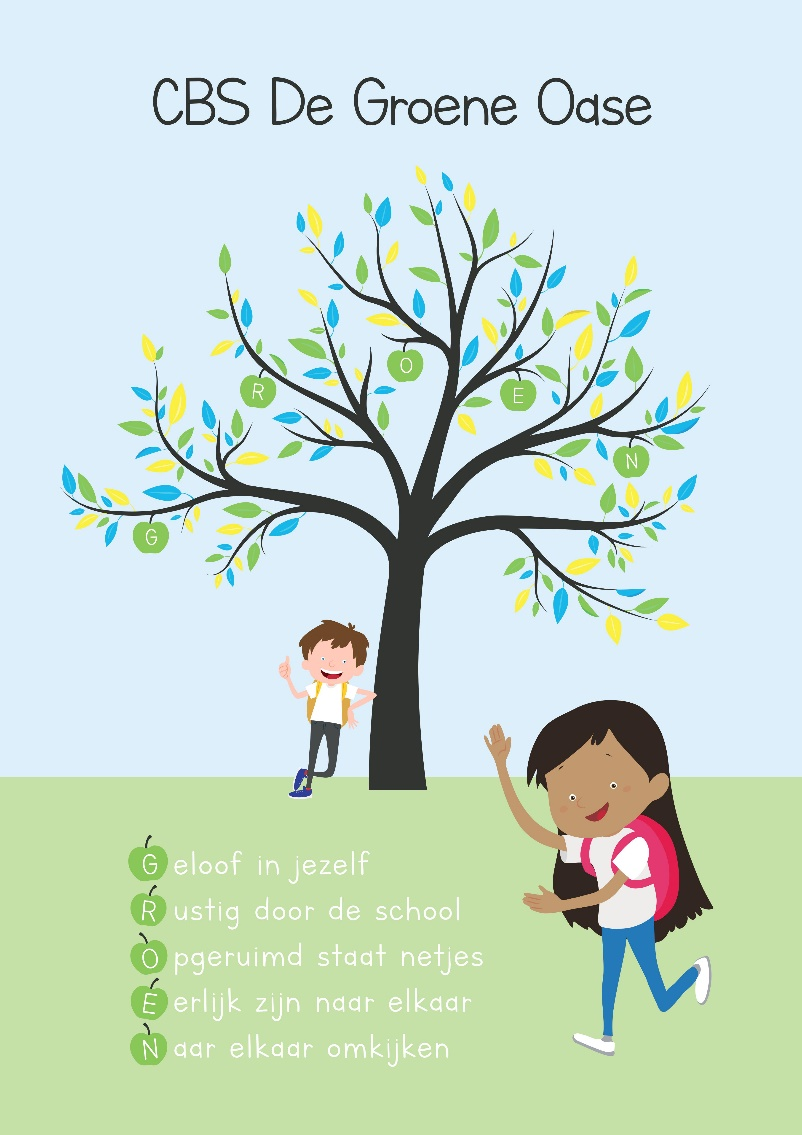 CBS De Groene Oase
O
R
E
N
G
Geloof in jezelf
Rustig door de school
Opgeruimd staat netjes
Eerlijk zijn naar elkaar
Naar elkaar omkijken